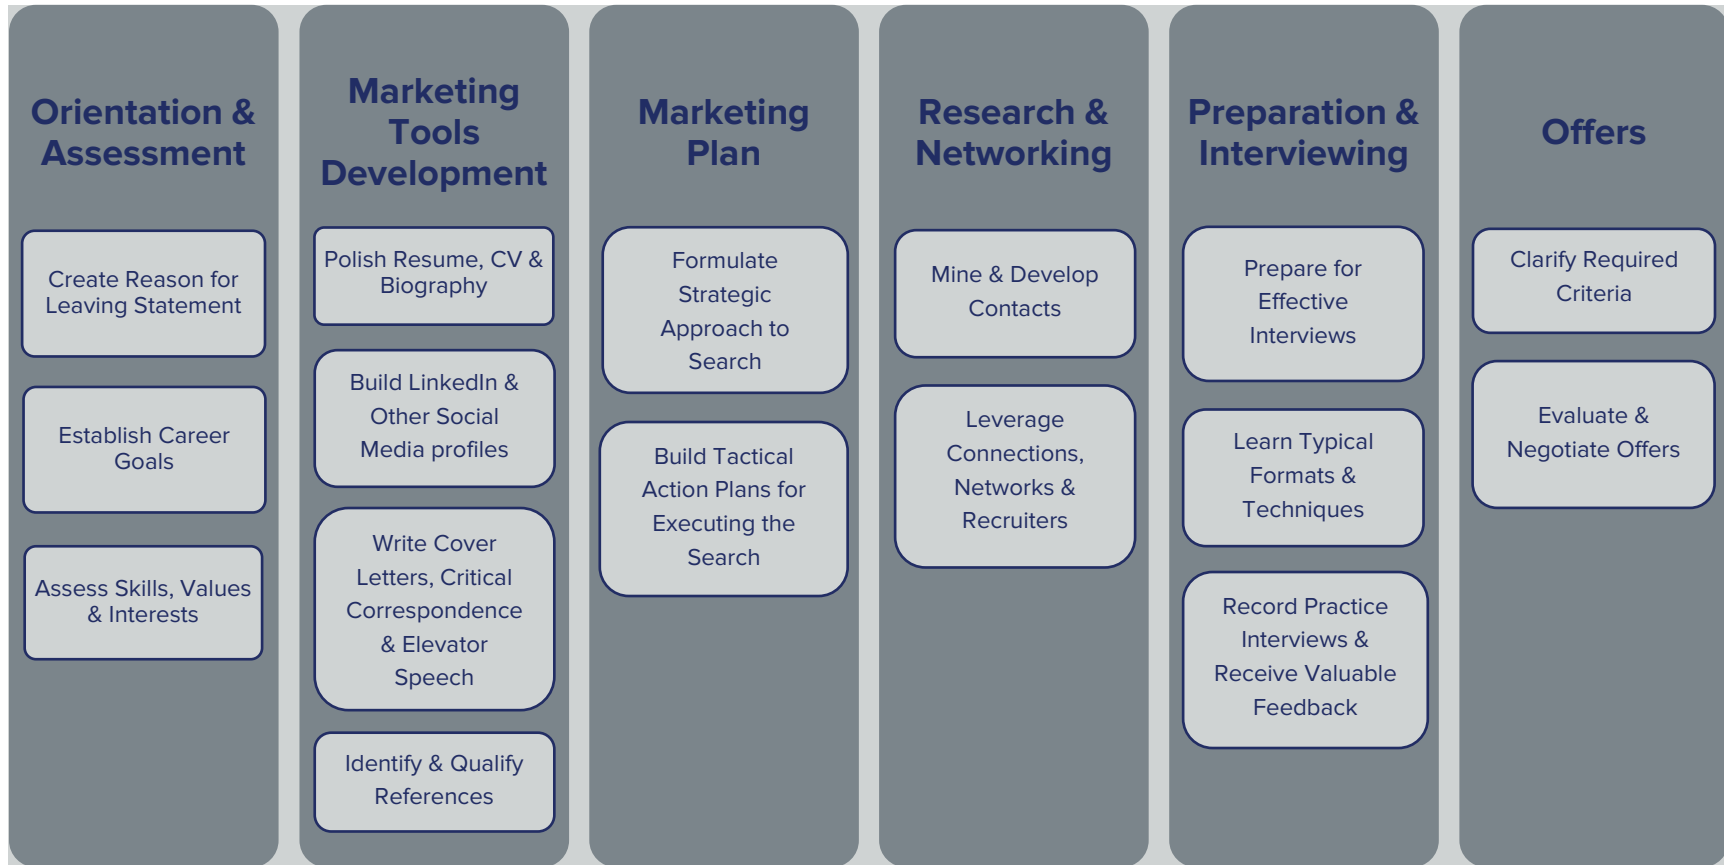 Orientation &
Assessment
Create Reason for
Leaving Statement
Establish Career
Goals
Assess Skills, Values
& Interests
Marketing
Tools
Development
Polish Resume, CV &
Biography
Build LinkedIn &
Other Social
Media profiles
Write Cover
Letters, Critical
Correspondence
& Elevator
Speech
Identify & Qualify
References
Marketing
Plan
Formulate
Strategic
Approach to
Search
Build Tactical
Action Plans for
Executing the
Search
Research &
Networking
Mine & Develop
Contacts
Leverage
Connections,
Networks &
Recruiters
Preparation &
Interviewing
Prepare for
Effective
Interviews
Learn Typical
Formats &
Techniques
Record Practice
Interviews &
Receive Valuable
Feedback
Offers
Clarify Required
Criteria
Evaluate &
Negotiate Offers